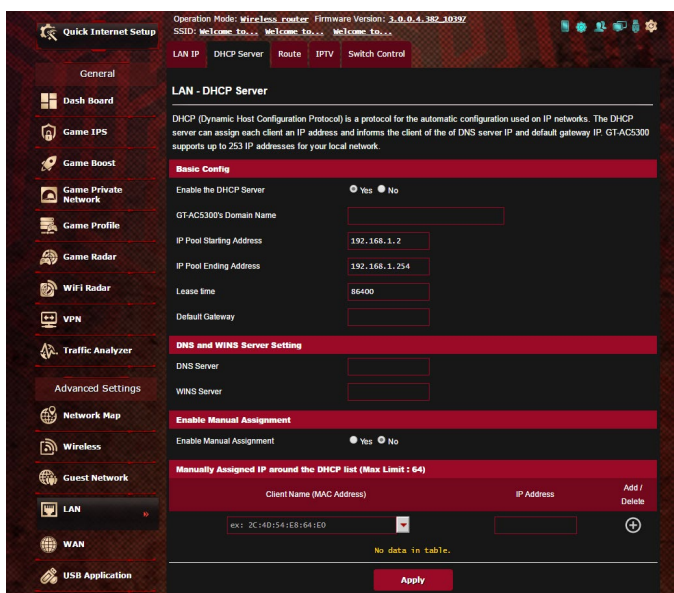 Quick Internet Setup
Operation Mode: Wireless router Firmware Version: 3.0.0.4.382_10397
SSID: Welcome to... Welcome to... Welcome to...
LAN IP DHCP Server Route IPTV Switch Control
General
Dash Board
Game IPS
Game Boost
Game Private
Network
Game Profile
Game Radar
WiFi Radar
VPN
Traffic Analyzer
Advanced Settings
Network Map
Wireless
Guest Network
LAN »
WAN
USB Application
LAN - DHCP Server
DHCP (Dynamic Host Configuration Protocol) is a protocol for the automatic configuration used on IP networks. The DHCP
server can assign each client an IP address and informs the client of the of DNS server IP and default gateway IP. GT-AC5300
supports up to 253 IP addresses for your local network.
Basic Config
Enable the DHCP Server Yes No
GT-AC5300's Domain Name
IP Pool Starting Address 192.168.1.2
IP Pool Ending Address 192.168.1.254
Lease time 86400
Default Gateway
DNS and WINS Server Setting
DNS Server
WINS Server
Enable Manual Assignment
Enable Manual Assignment Yes No
Manually Assigned IP around the DHCP list (Max Limit : 64)
Client Name (MAC Address) IP Address Add /
Delete
ex: 2C:4D:54:E8:64:E0
No data in table.
Apply